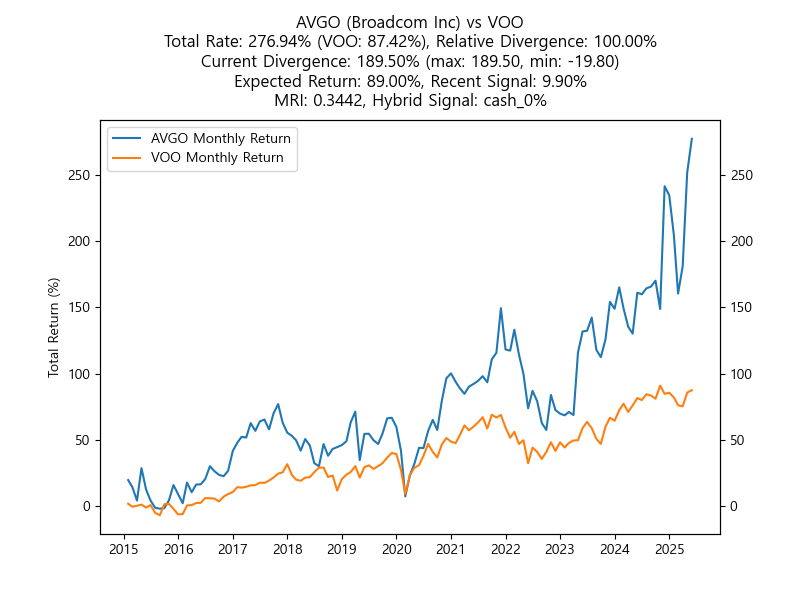 AVGO (Broadcom Inc) vs VOO
Total Rate: 276.94% (VOO: 87.42%), Relative Divergence: 100.00%
Current Divergence: 189.50% (max: 189.50, min: -19.80)
Expected Return: 89.00%, Recent Signal: 9.90%
MRI: 0.3442, Hybrid Signal: cash_0%
AVGO Monthly Return
VOO Monthly Return
Total Return (%)
250 250
200 200
150 150
100 100
50 50
0 0
2015 2016 2017 2018 2019 2020 2021 2022 2023 2024 2025